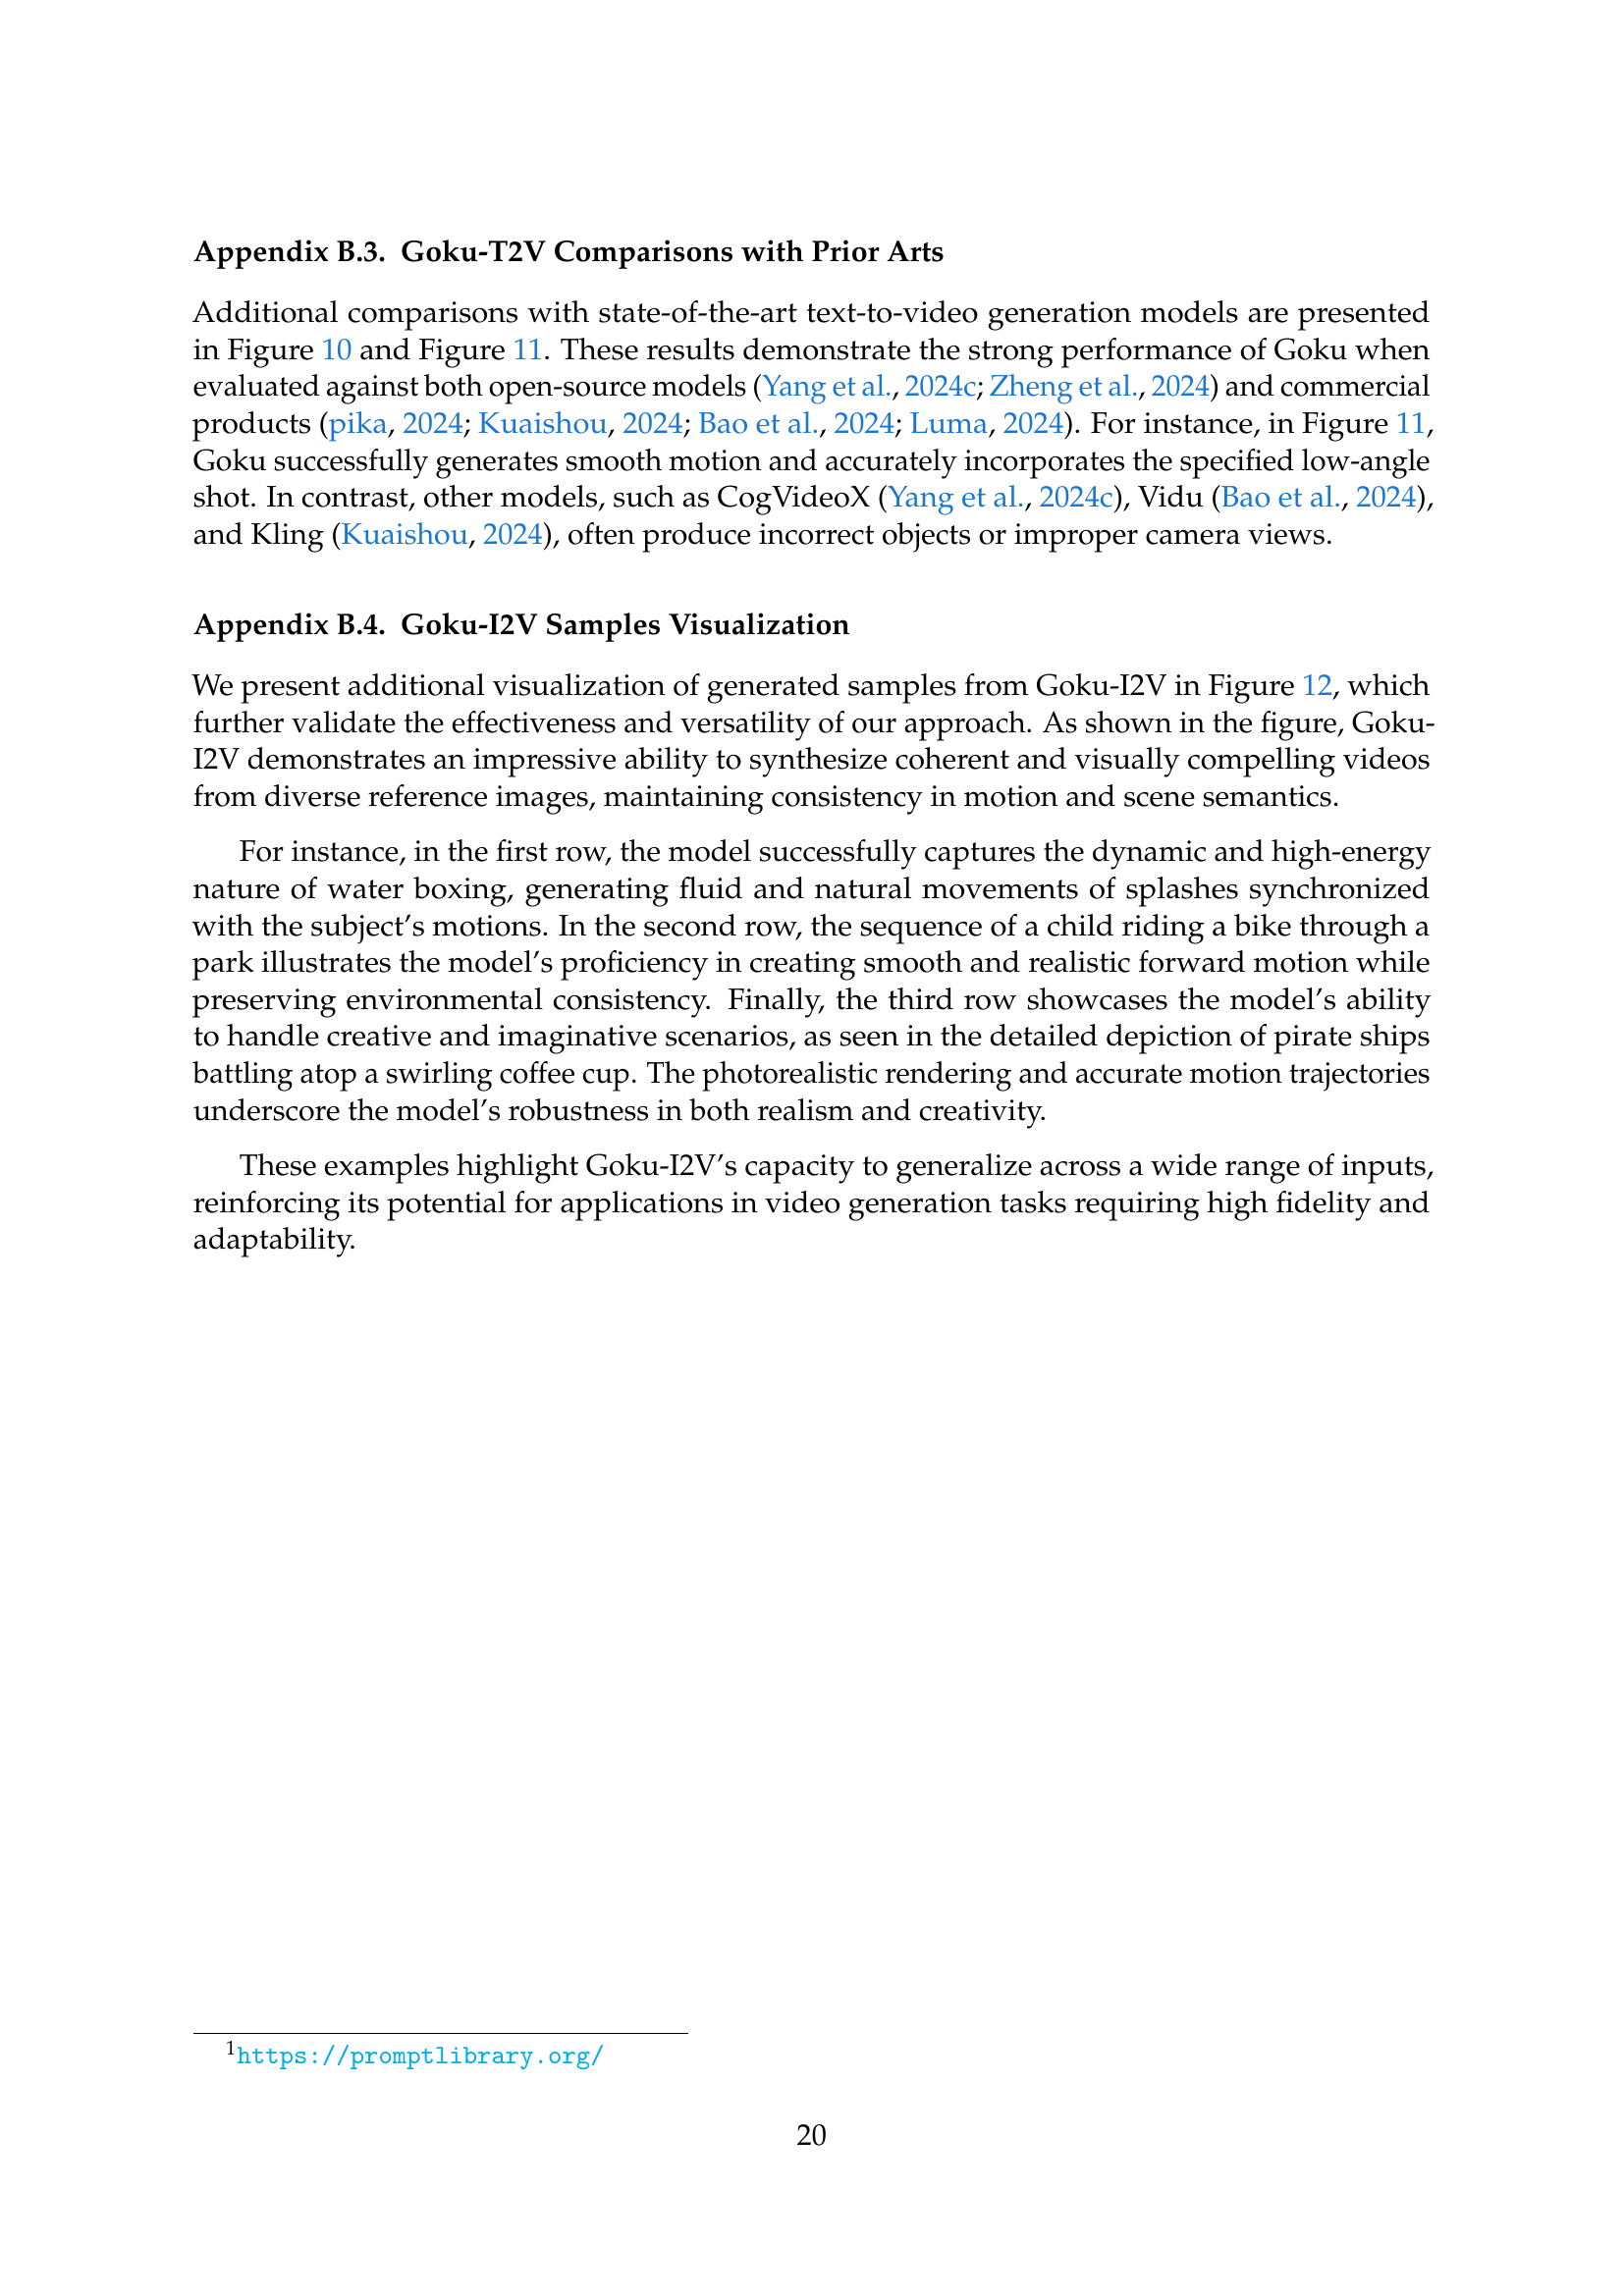 Appendix B.3. Goku-T2V Comparisons with Prior Arts
Additional comparisons with state-of-the-art text-to-video generation models are presented
in Figure 10 and Figure 11. These results demonstrate the strong performance of Goku when
evaluated against both open-source models (Yang et al., 2024c; Zheng et al., 2024) and commercial
products (pika, 2024; Kuaishou, 2024; Bao et al., 2024; Luma, 2024). For instance, in Figure 11,
Goku successfully generates smooth motion and accurately incorporates the specified low-angle
shot. In contrast, other models, such as CogVideoX (Yang et al., 2024c), Vidu (Bao et al., 2024),
and Kling (Kuaishou, 2024), often produce incorrect objects or improper camera views.
Appendix B.4. Goku-I2V Samples Visualization
We present additional visualization of generated samples from Goku-I2V in Figure 12, which
further validate the effectiveness and versatility of our approach. As shown in the figure, Goku-
I2V demonstrates an impressive ability to synthesize coherent and visually compelling videos
from diverse reference images, maintaining consistency in motion and scene semantics.
For instance, in the first row, the model successfully captures the dynamic and high-energy
nature of water boxing, generating fluid and natural movements of splashes synchronized
with the subject's motions. In the second row, the sequence of a child riding a bike through a
park illustrates the model's proficiency in creating smooth and realistic forward motion while
preserving environmental consistency. Finally, the third row showcases the model's ability
to handle creative and imaginative scenarios, as seen in the detailed depiction of pirate ships
battling atop a swirling coffee cup. The photorealistic rendering and accurate motion trajectories
underscore the model's robustness in both realism and creativity.
These examples highlight Goku-I2V's capacity to generalize across a wide range of inputs,
reinforcing its potential for applications in video generation tasks requiring high fidelity and
adaptability.
1https://promptlibrary.org/
20